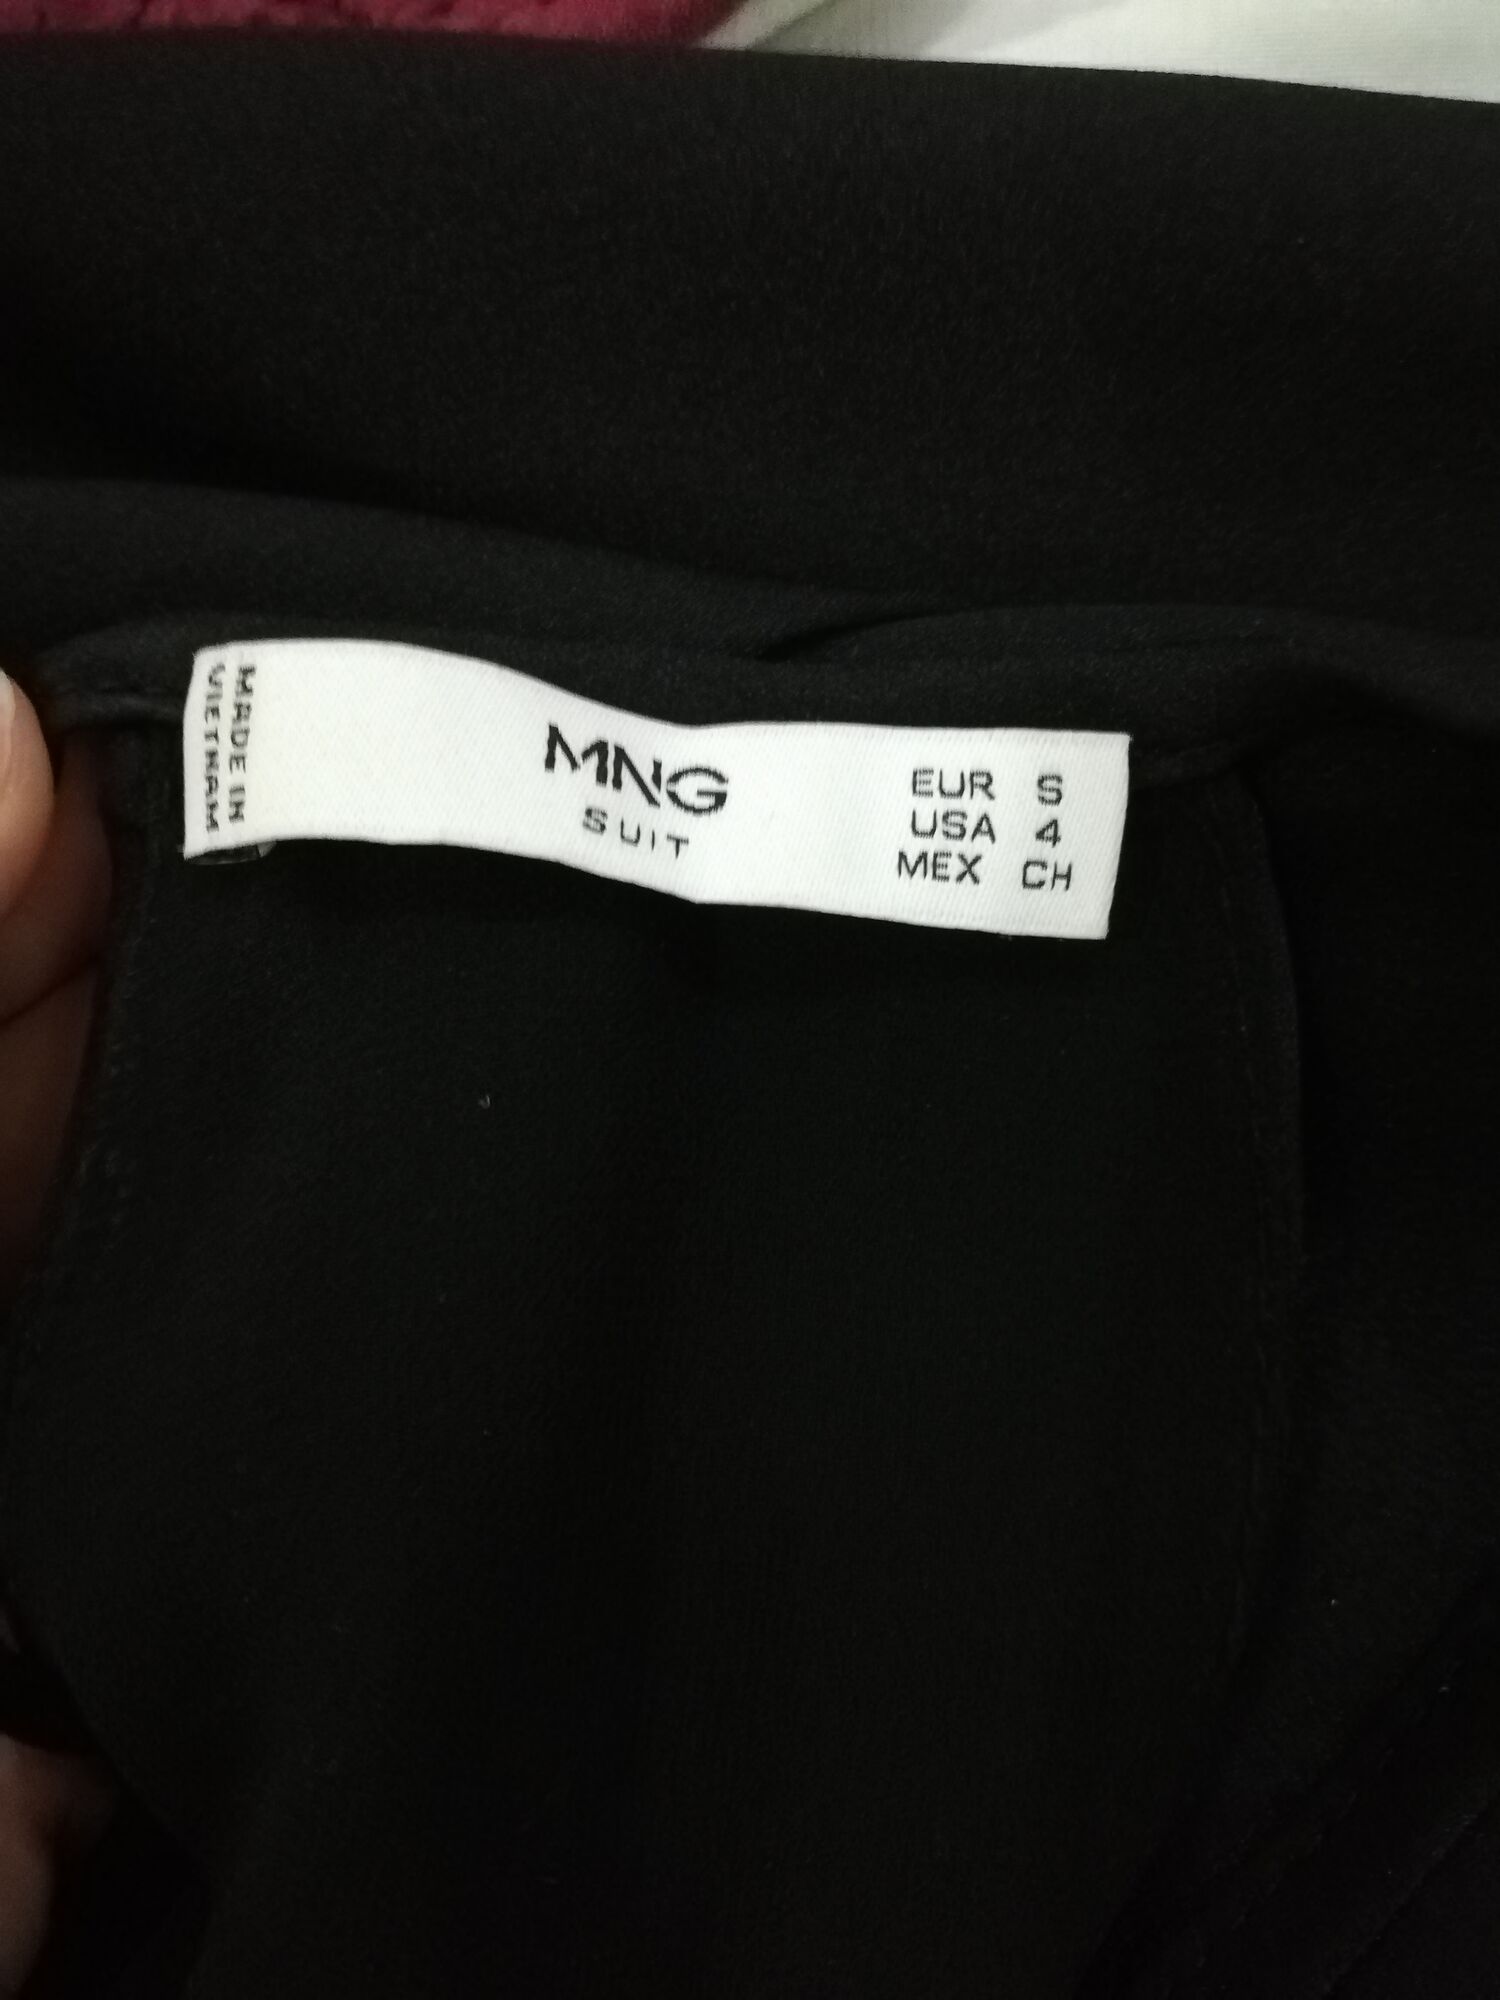 MADE IN
VIETNAM
MNG
SUIT
EUR S
USA 4
MEX CH